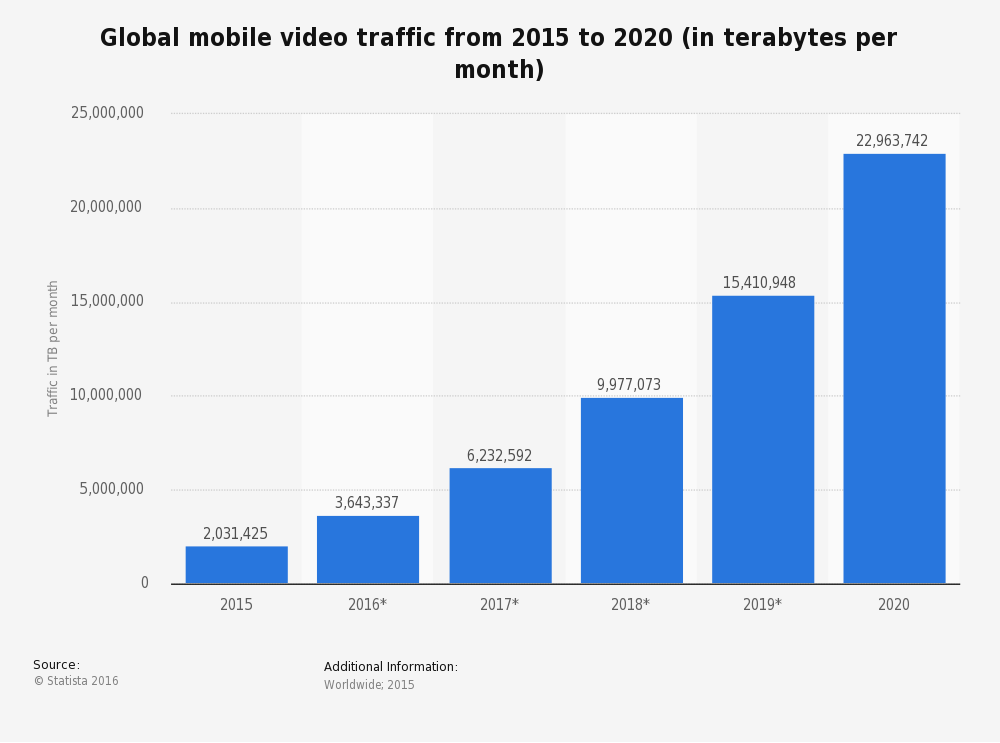 Global mobile video traffic from 2015 to 2020 (in terabytes per
month)
25,000,000
20,000,000
15,000,000
10,000,000
5,000,000
0
Traffic in TB per month
2,031,425
3,643,337
6,232,592
9,977,073
15,410,948
22,963,742
2015
2016*
2017*
2018*
2019*
2020
Source:
© Statista 2016
Additional Information:
Worldwide; 2015